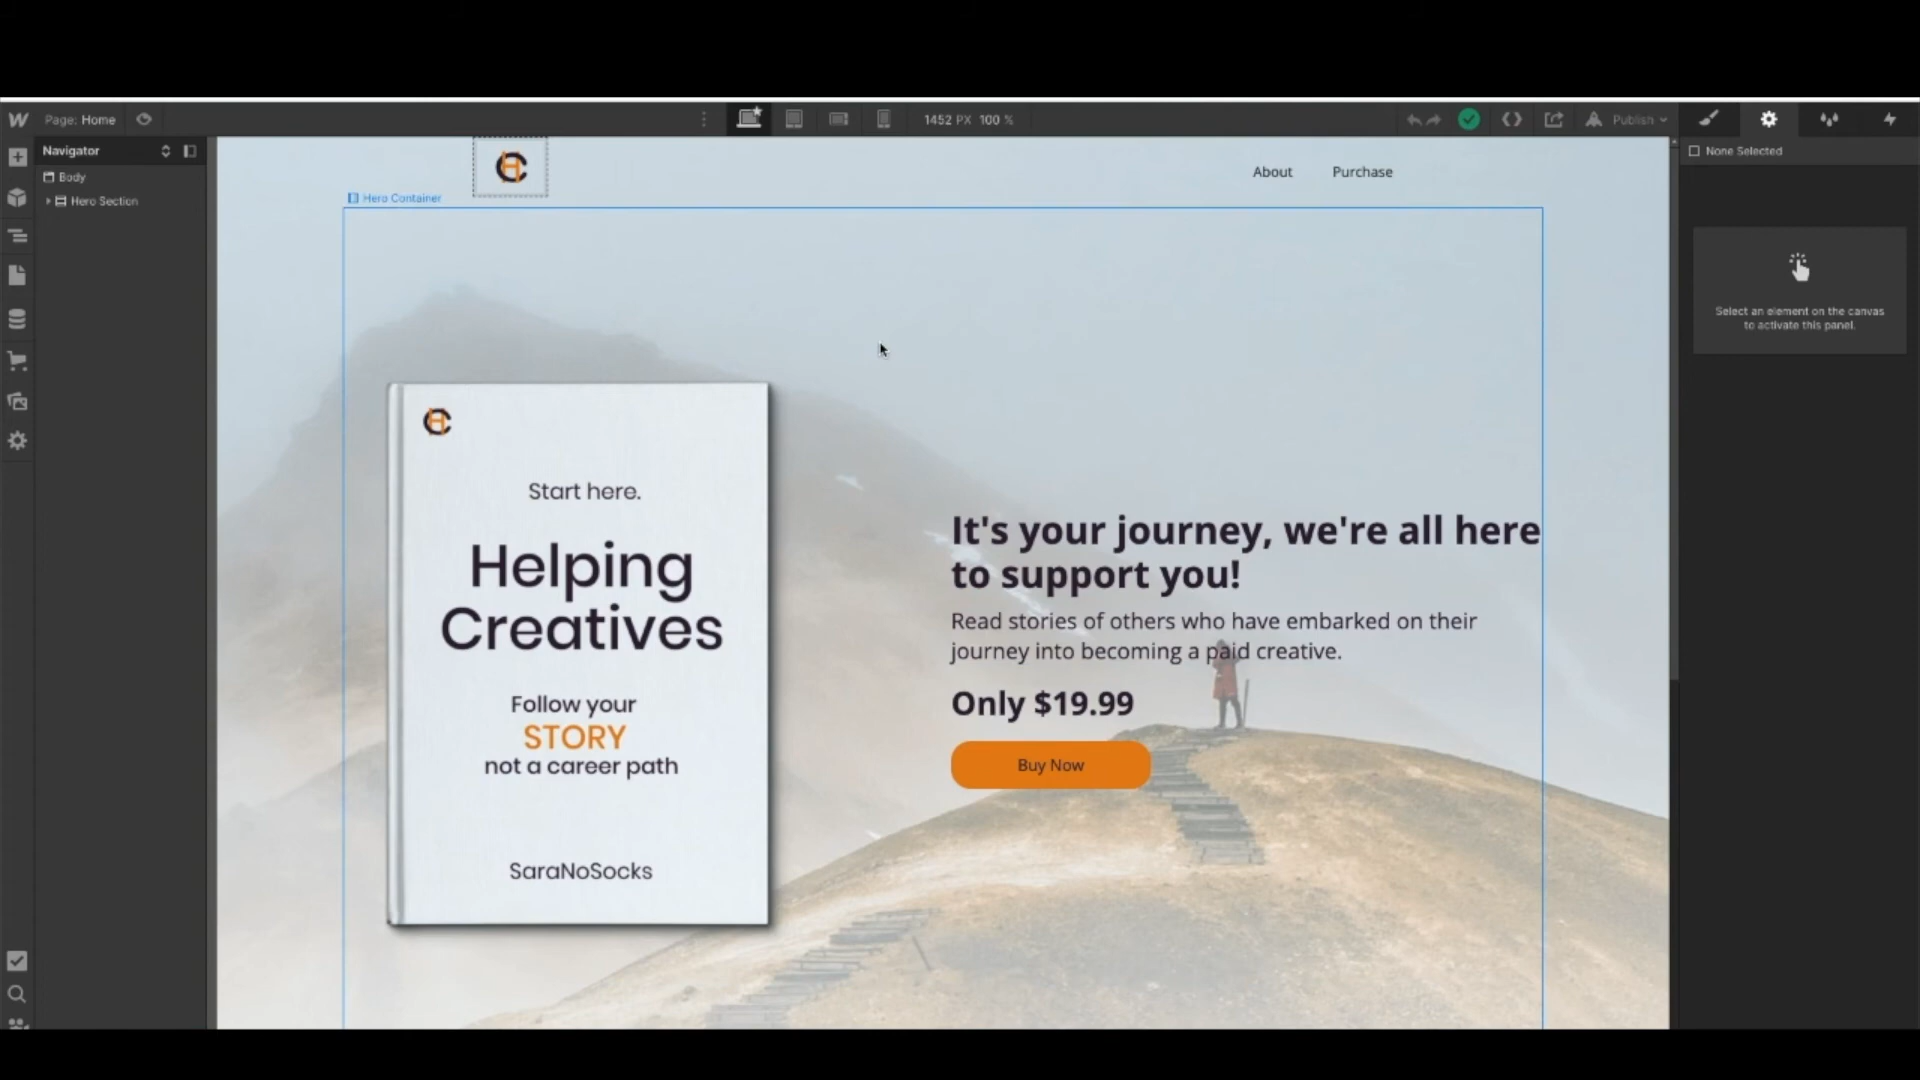 Page: Home
1452 PX 100 %
Publish
Navigator
None Selected
Body
Hero Section
About
Purchase
Hero Container
Select an element on the canvas
to activate this panel.
Start here.
Helping
Creatives
Follow your
STORY
not a career path
SaraNoSocks
It's your journey, we're all here
to support you!
Read stories of others who have embarked on their
journey into becoming a paid creative.
Only $19.99
Buy Now